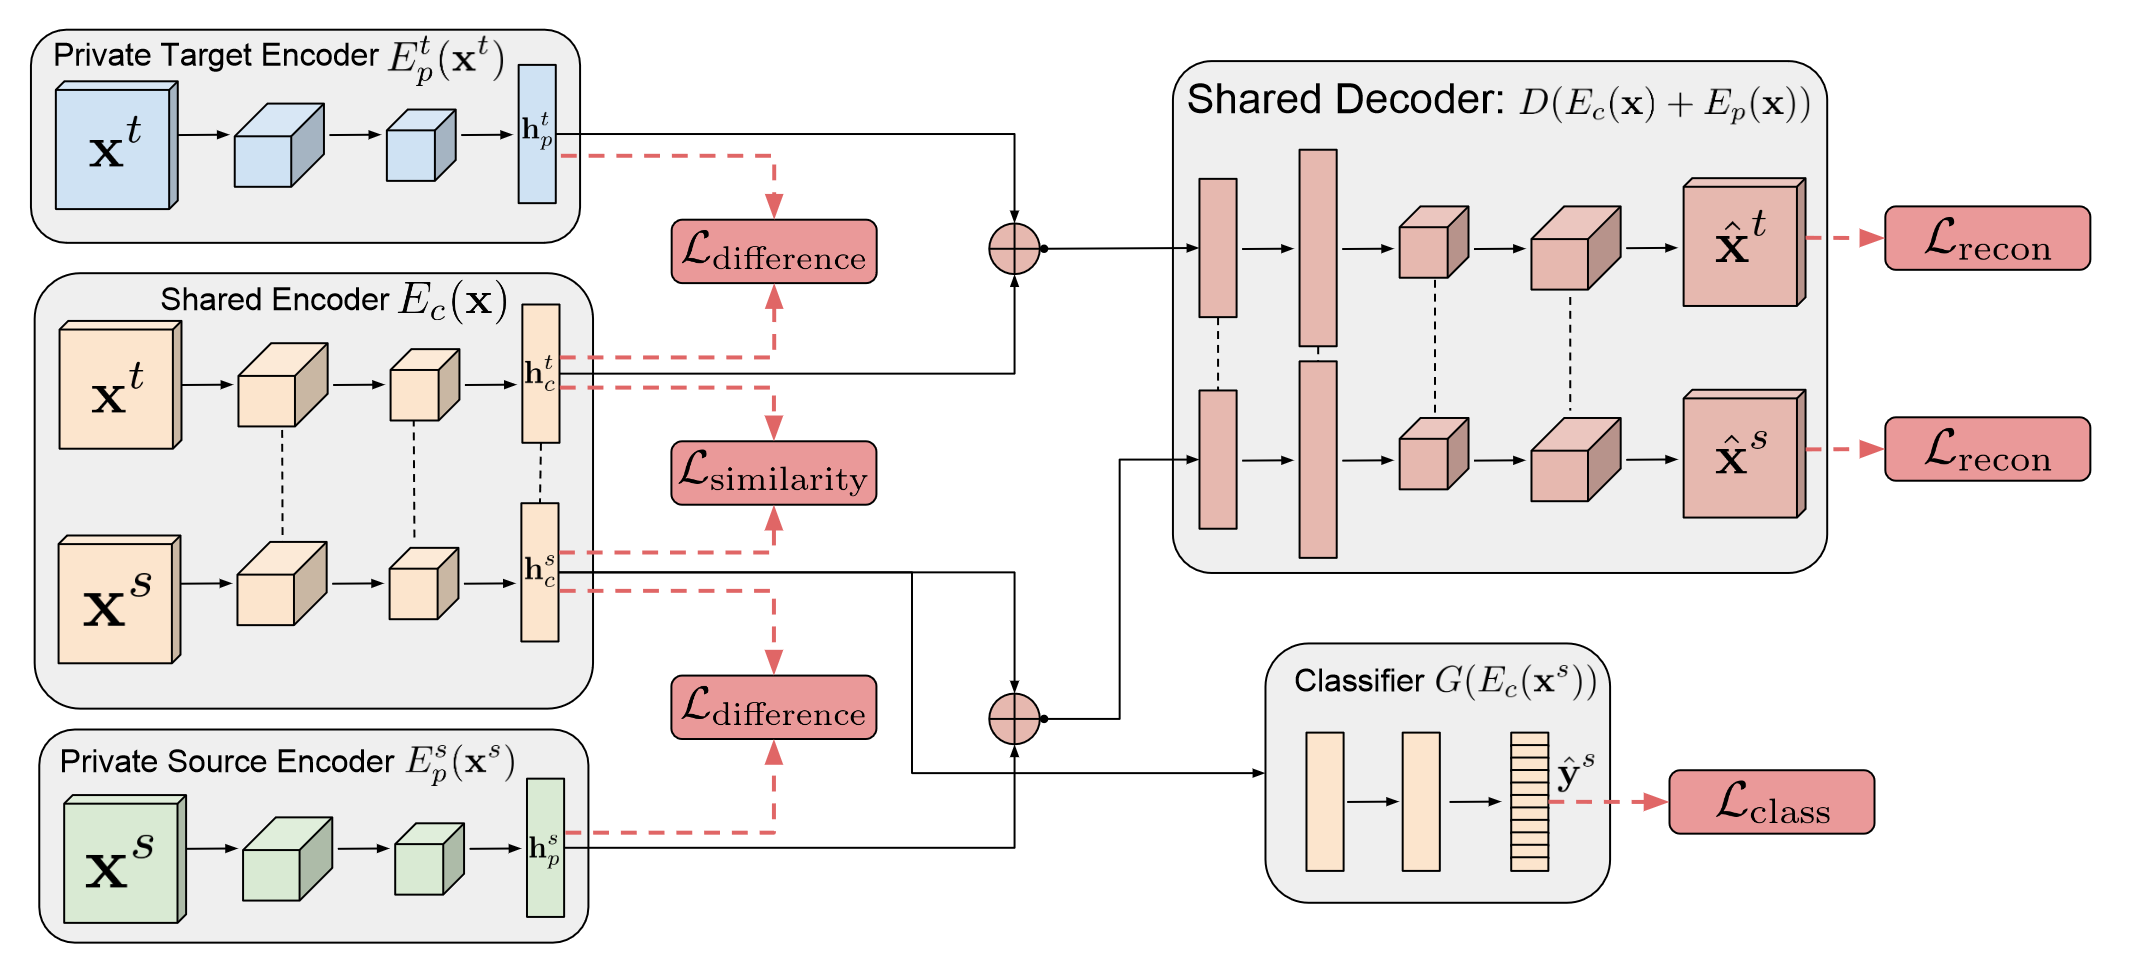 Private Target Encoder $E_p^t(\mathbf{x}^t)$
$\mathbf{x}^t$
$\mathbf{h}_p^t$
Shared Encoder $E_c(\mathbf{x})$
$\mathbf{x}^t$
$\mathbf{h}_c^t$
$\mathbf{x}^s$
$\mathbf{h}_c^s$
Private Source Encoder $E_p^s(\mathbf{x}^s)$
$\mathbf{x}^s$
$\mathbf{h}_p^s$
$\mathcal{L}_{\text{difference}}$
$\mathcal{L}_{\text{similarity}}$
$\mathcal{L}_{\text{difference}}$
Shared Decoder: $D(E_c(\mathbf{x}) + E_p(\mathbf{x}))$
$\hat{\mathbf{x}}^t$
$\mathcal{L}_{\text{recon}}$
$\hat{\mathbf{x}}^s$
$\mathcal{L}_{\text{recon}}$
Classifier $G(E_c(\mathbf{x}^s))$
$\hat{\mathbf{y}}^s$
$\mathcal{L}_{\text{class}}$